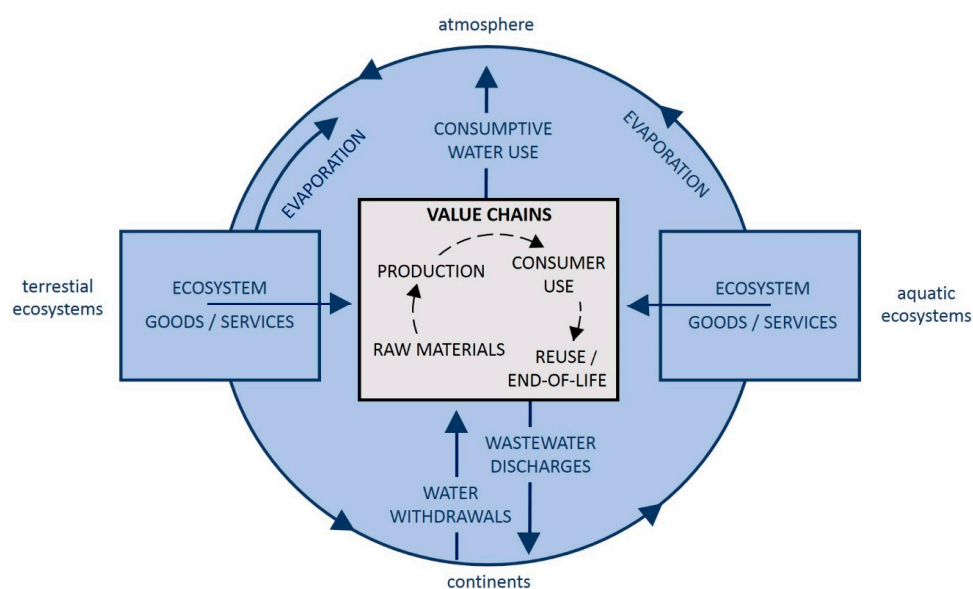 atmosphere
CONSUMPTIVE
WATER USE
EVAPORATION
EVAPORATION
VALUE CHAINS
PRODUCTION
CONSUMER
USE
RAW MATERIALS
REUSE /
END-OF-LIFE
terrestial
ecosystems
ECOSYSTEM
GOODS / SERVICES
ECOSYSTEM
GOODS / SERVICES
aquatic
ecosystems
WASTEWATER
DISCHARGES
WATER
WITHDRAWALS
continents